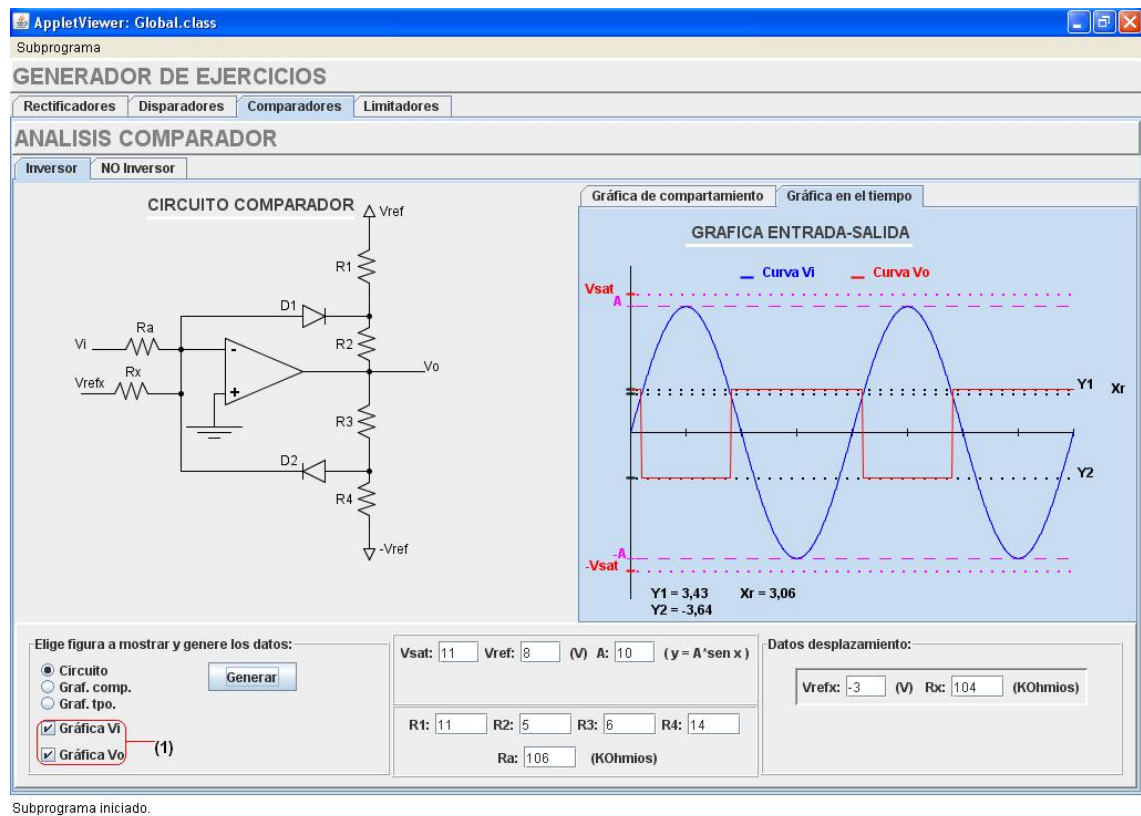 AppletViewer: Global.class
Subprograma
GENERADOR DE EJERCICIOS
Rectificadores Disparadores Comparadores Limitadores
ANALISIS COMPARADOR
Inversor NO Inversor
CIRCUITO COMPARADOR
Vref
R1
D1
Ra
Vi
R2
Rx
Vrefx
Vo
-
+
R3
D2
R4
-Vref
Gráfica de compartamiento Gráfica en el tiempo
GRAFICA ENTRADA-SALIDA
Curva Vi Curva Vo
Vsat
A
Y1 Xr
Y2
-A
-Vsat
Y1 = 3,43 Xr = 3,06
Y2 = -3,64
Elige figura a mostrar y genere los datos:
Circuito
Graf. comp.
Graf. tpo.
Generar
Gráfica Vi
Gráfica Vo
(1)
Vsat: 11 Vref: 8 (V) A: 10 ( y = A*sen x )
R1: 11 R2: 5 R3: 6 R4: 14
Ra: 106 (KOhmios)
Datos desplazamiento:
Vrefx: -3 (V) Rx: 104 (KOhmios)
Subprograma iniciado.